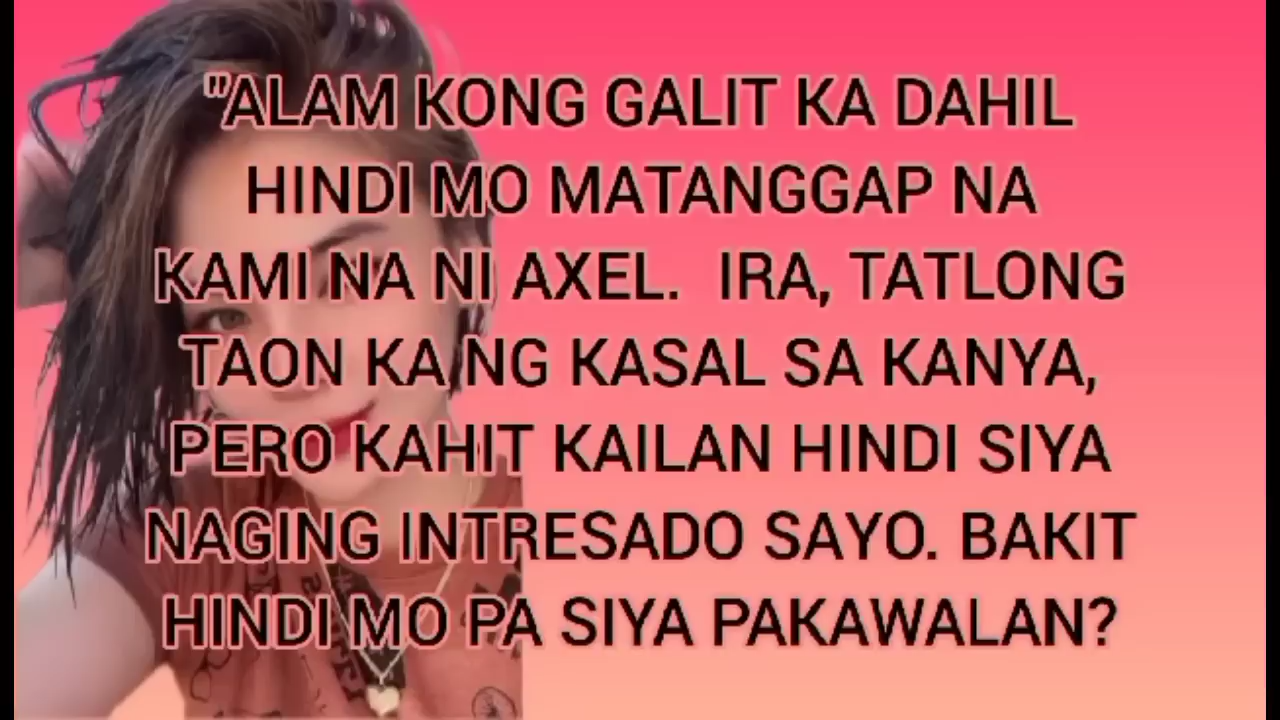 "ALAM KONG GALIT KA DAHIL
HINDI MO MATANGGAP NA
KAMI NA NI AXEL. IRA, TATLONG
TAON KA NG KASAL SA KANYA,
PERO KAHIT KAILAN HINDI SIYA
NAGING INTRESADO SAYO. BAKIT
HINDI MO PA SIYA PAKAWALAN?